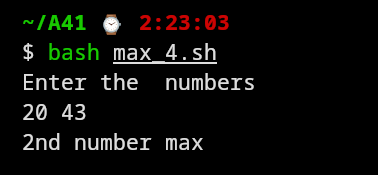 ~/A41 ⌚ 2:23:03
$ bash max_4.sh
Enter the  numbers
20 43
2nd number max